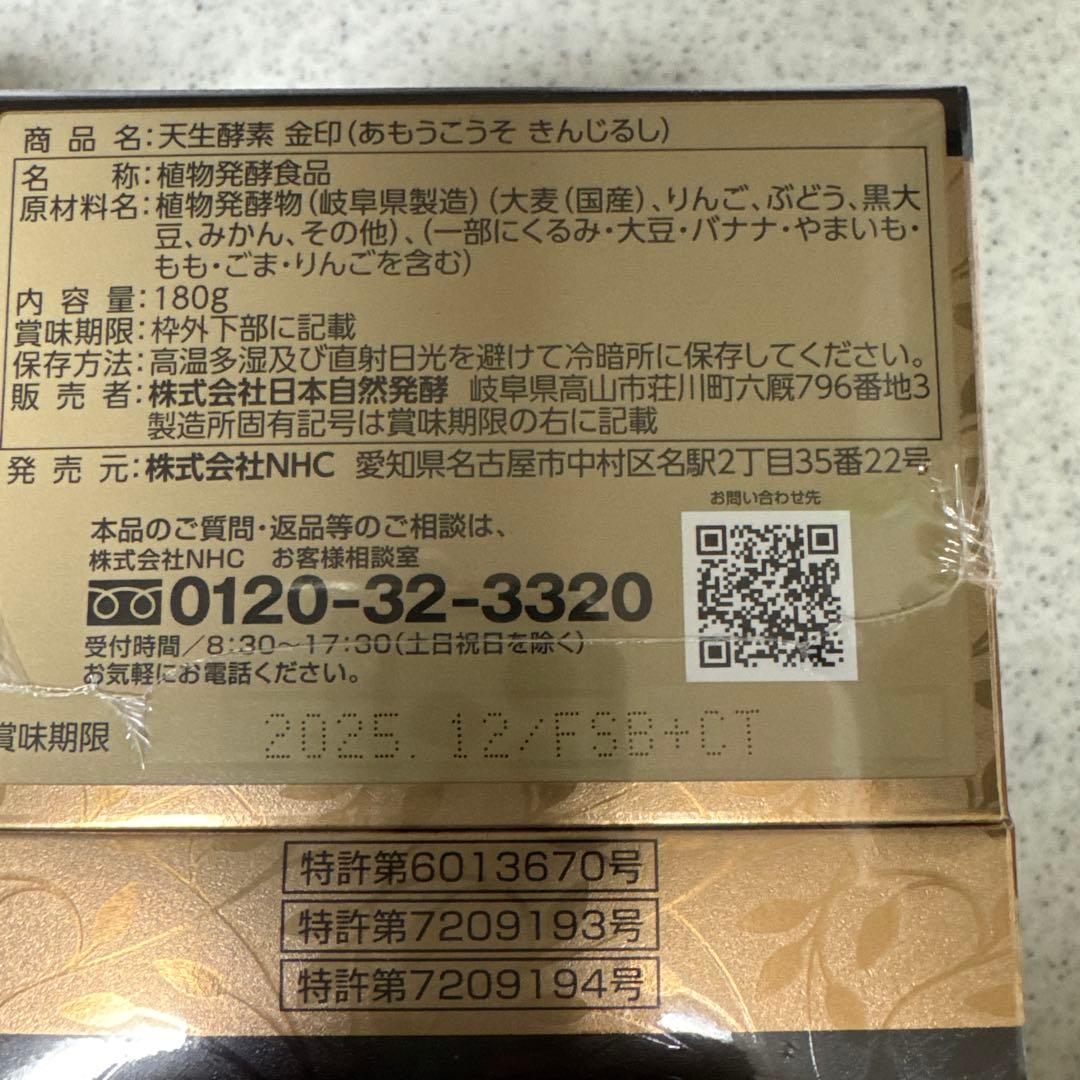 商品名:天生酵素 金印(あもうこうそ きんじるし)
名称:植物発酵食品
原材料名:植物発酵物(岐阜県製造)(大麦(国産)、りんご、ぶどう、黒大
豆、みかん、その他)、(一部にくるみ・大豆・バナナ・やまいも・
もも・ごま・りんごを含む)
内容量:180g
賞味期限:枠外下部に記載
保存方法:高温多湿及び直射日光を避けて冷暗所に保存してください。
販売者:株式会社日本自然発酵 岐阜県高山市荘川町六厩796番地3
製造所固有記号は賞味期限の右に記載
発売元:株式会社NHC 愛知県名古屋市中村区名駅2丁目35番22号
お問い合わせ先
本品のご質問・返品等のご相談は、
株式会社NHC お客様相談室
0120-32-3320
受付時間/8:30〜17:30(土日祝日を除く)
お気軽にお電話ください。
賞味期限 2025.12/FSB+CT
特許第6013670号
特許第7209193号
特許第7209194号